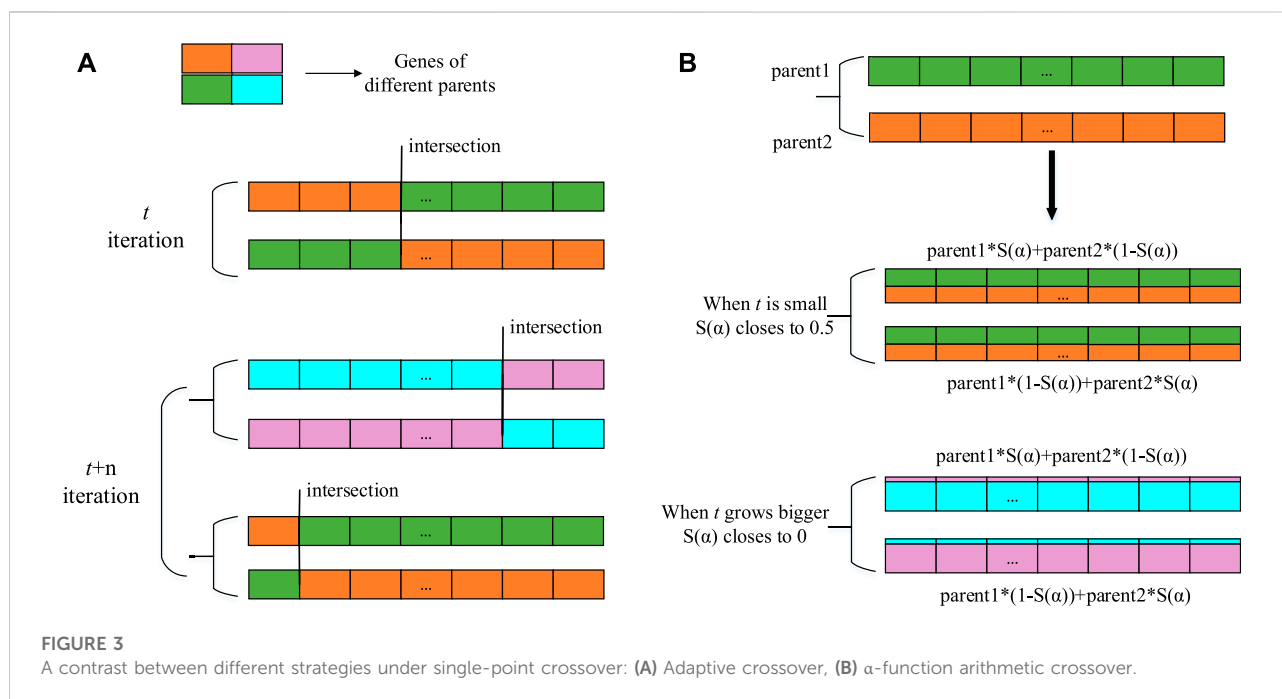 A
Genes of
different parents
intersection
...
t
iteration
...
intersection
...
...
t+n
iteration
intersection
...
...
B
parent1
...
parent2
...
parent1*S(α)+parent2*(1-S(α))
When t is small
S(α) closes to 0.5
...
...
parent1*(1-S(α))+parent2*S(α)
parent1*S(α)+parent2*(1-S(α))
When t grows bigger
S(α) closes to 0
...
...
parent1*(1-S(α))+parent2*S(α)
FIGURE 3
A contrast between different strategies under single-point crossover: (A) Adaptive crossover, (B) α-function arithmetic crossover.